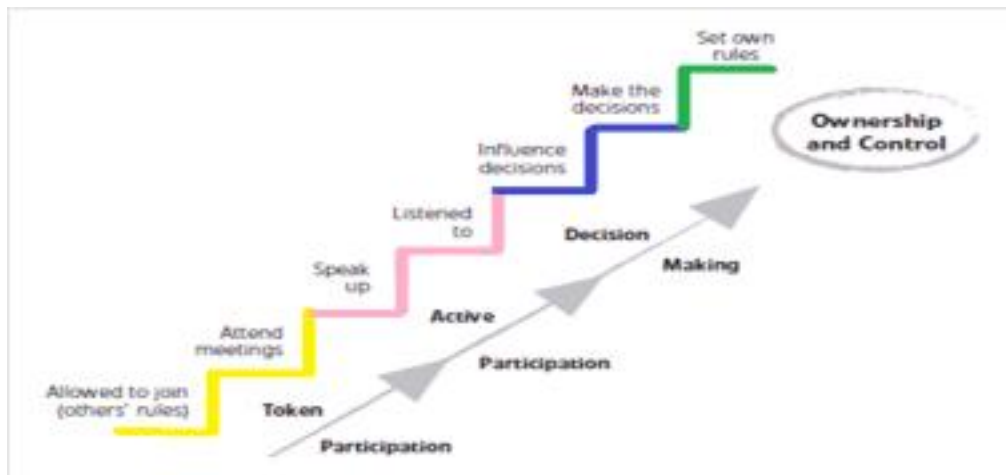 Set own
rules
Make the
decisions
Ownership
and Control
Influence
decisions
Listened
to
Decision
Making
Speak
up
Active
Participation
Attend
meetings
Allowed to join
(others' rules)
Token
Participation